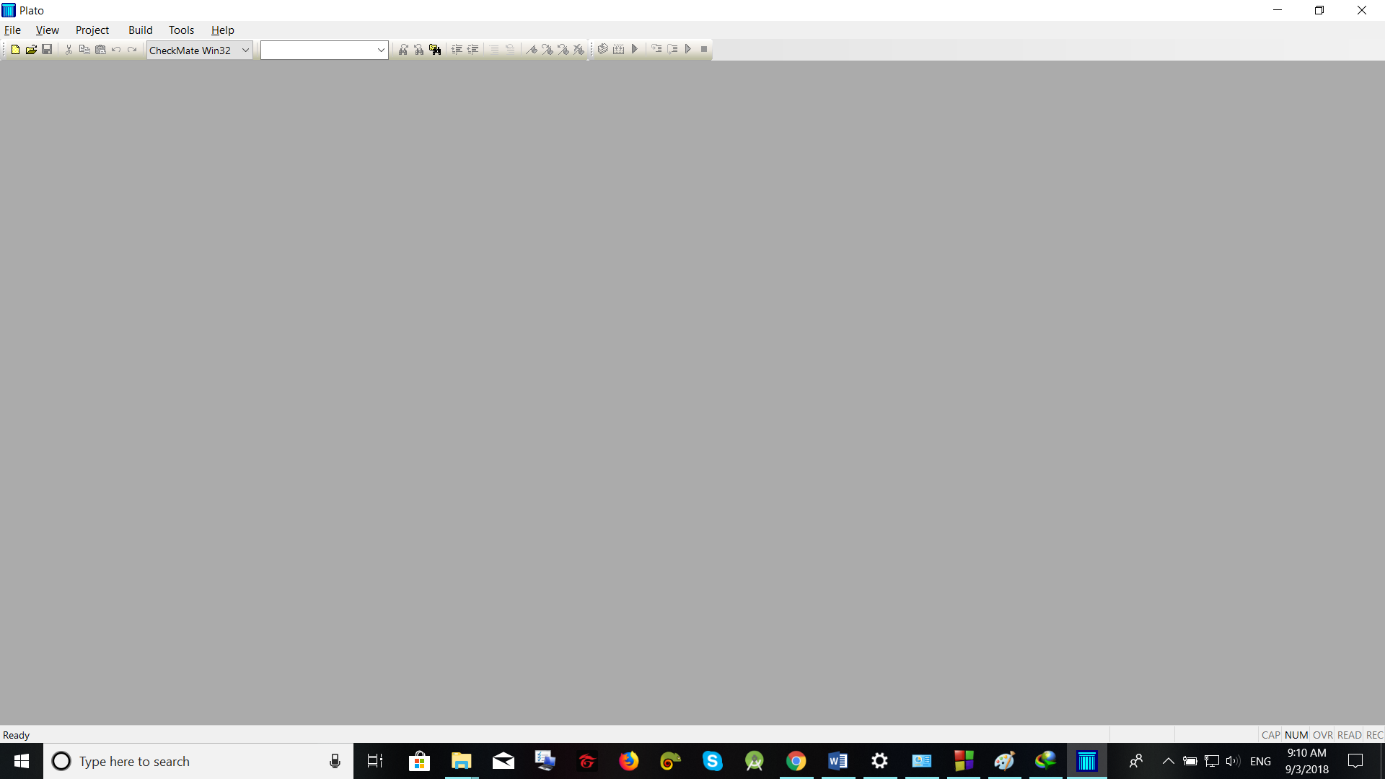 Plato
File View Project Build Tools Help
CheckMate Win32
Ready
CAP NUM OVR READ REC
Type here to search
ENG
9:10 AM
9/3/2018